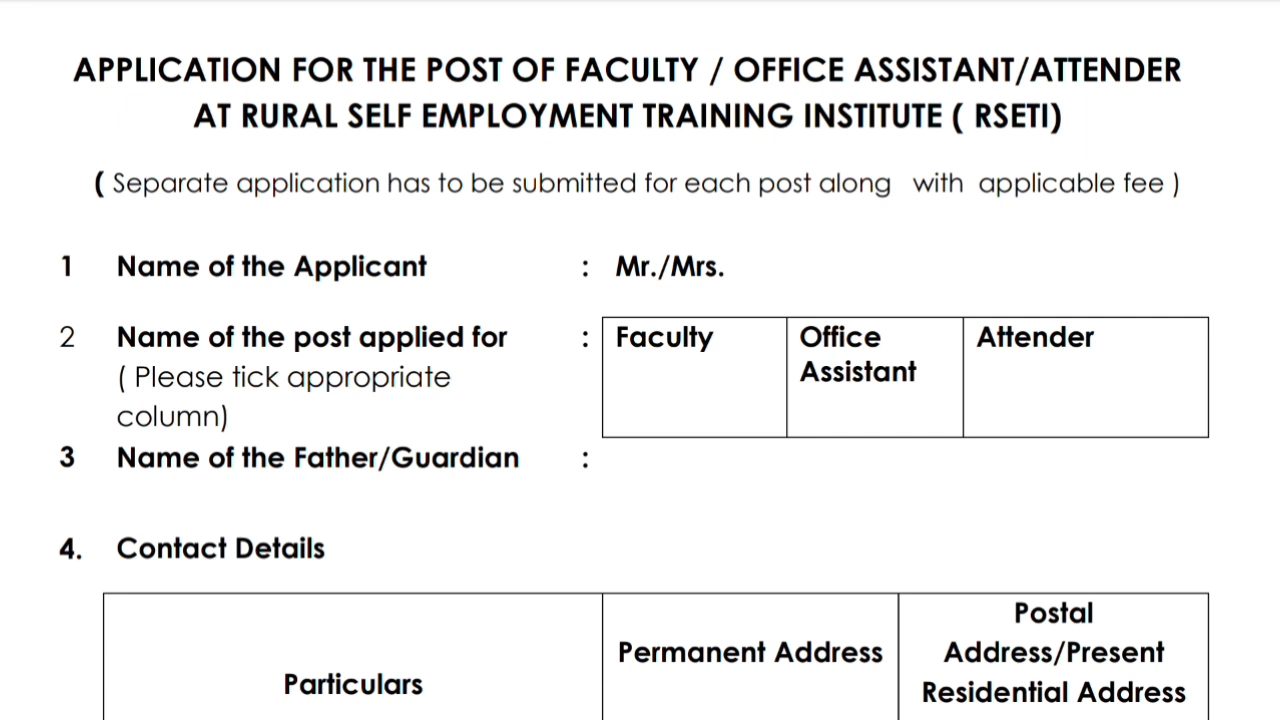 APPLICATION FOR THE POST OF FACULTY / OFFICE ASSISTANT/ATTENDER
AT RURAL SELF EMPLOYMENT TRAINING INSTITUTE ( RSETI)
( Separate application has to be submitted for each post along with applicable fee )
1 Name of the Applicant : Mr./Mrs.
2 Name of the post applied for : Faculty Office Attender
( Please tick appropriate Assistant
column)
3 Name of the Father/Guardian :
4. Contact Details
Postal
Permanent Address Address/Present
Particulars Residential Address